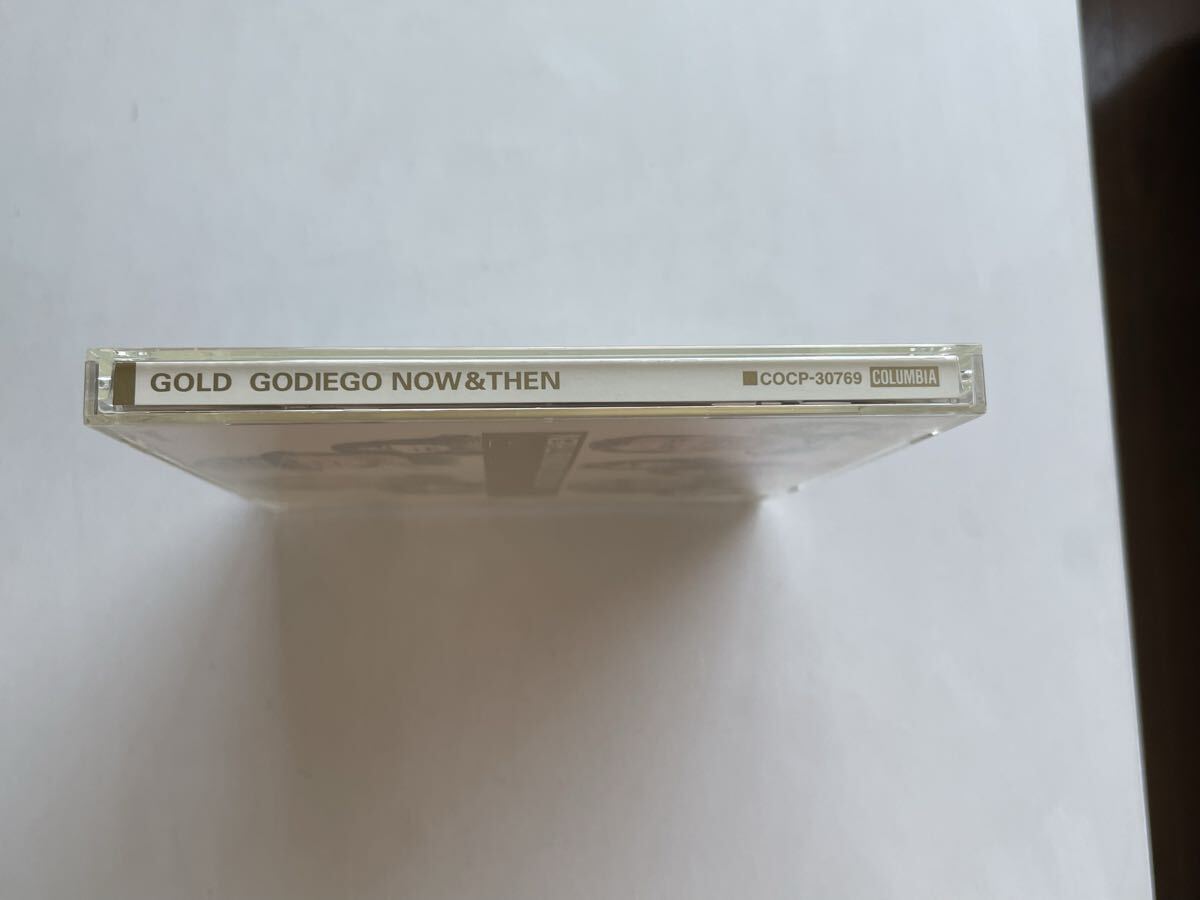 GOLD GODIEGO NOW&THEN ■COCP-30769 COLUMBIA